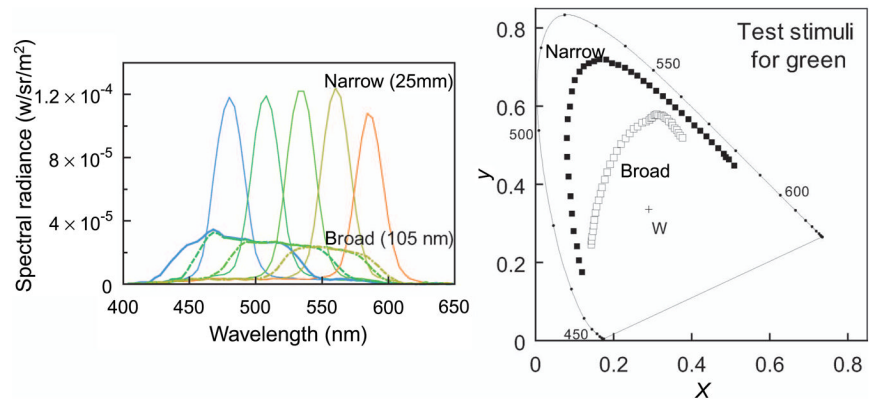 Spectral radiance (w/sr/m²)
1.2 × 10⁻⁴
8 × 10⁻⁵
4 × 10⁻⁵
0
Narrow (25mm)
Broad (105 nm)
400 450 500 550 600 650
Wavelength (nm)
Test stimuli
for green
y
0.8
0.6
0.4
0.2
0
Narrow
Broad
W
450
500
550
600
0 0.2 0.4 0.6 0.8
X